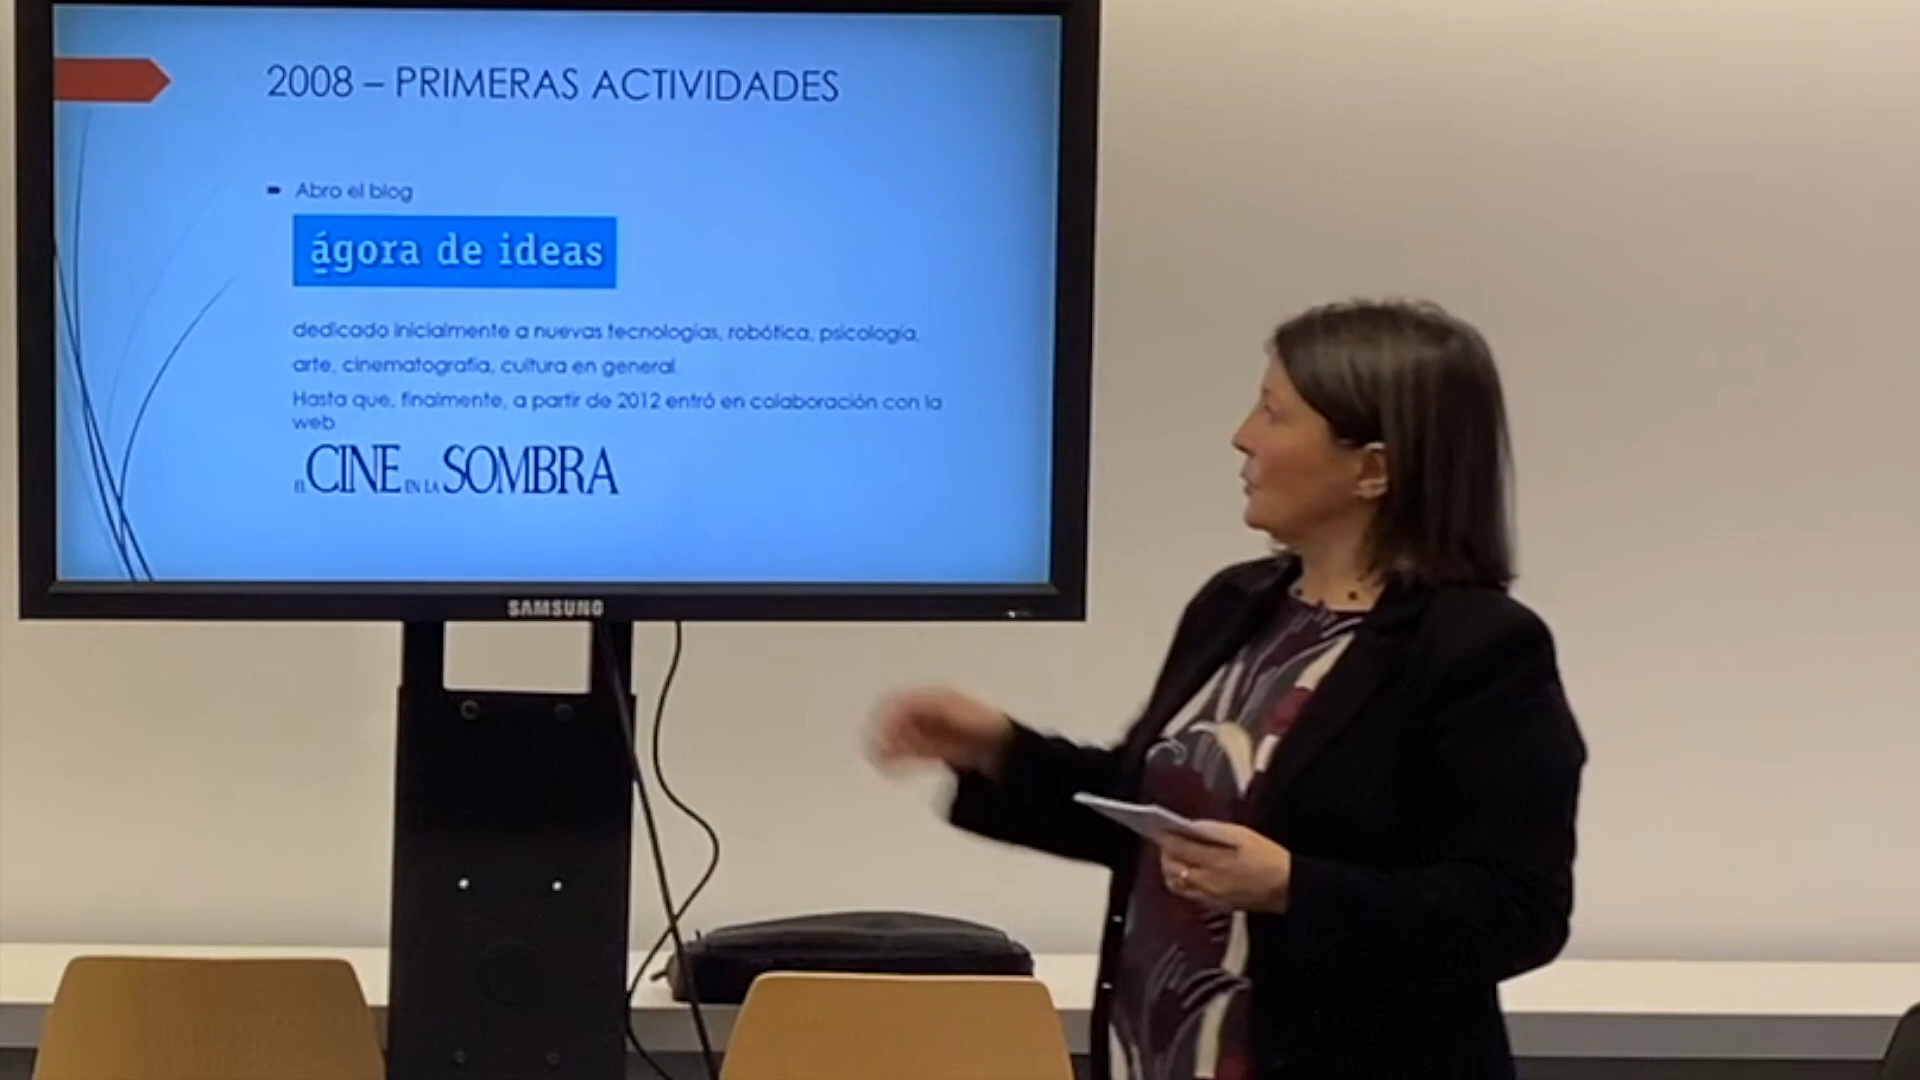 2008 – PRIMERAS ACTIVIDADES
Abro el blog
ágora de ideas
dedicado inicialmente a nuevas tecnologías, robótica, psicología,
arte, cinematografía, cultura en general.
Hasta que, finalmente, a partir de 2012 entró en colaboración con la
web
EL CINE EN LA SOMBRA
SAMSUNG